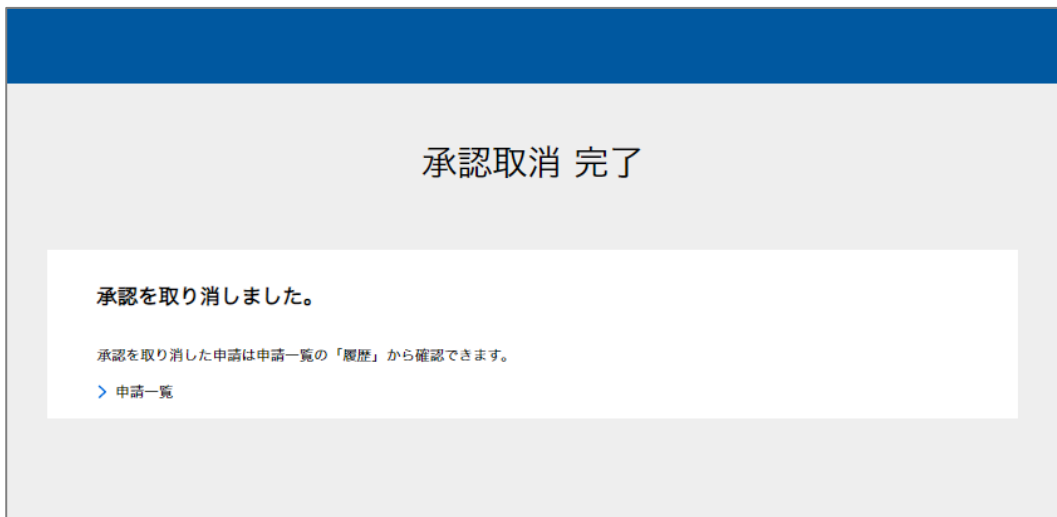 承認取消 完了
承認を取り消しました。
承認を取り消した申請は申請一覧の「履歴」から確認できます。
申請一覧